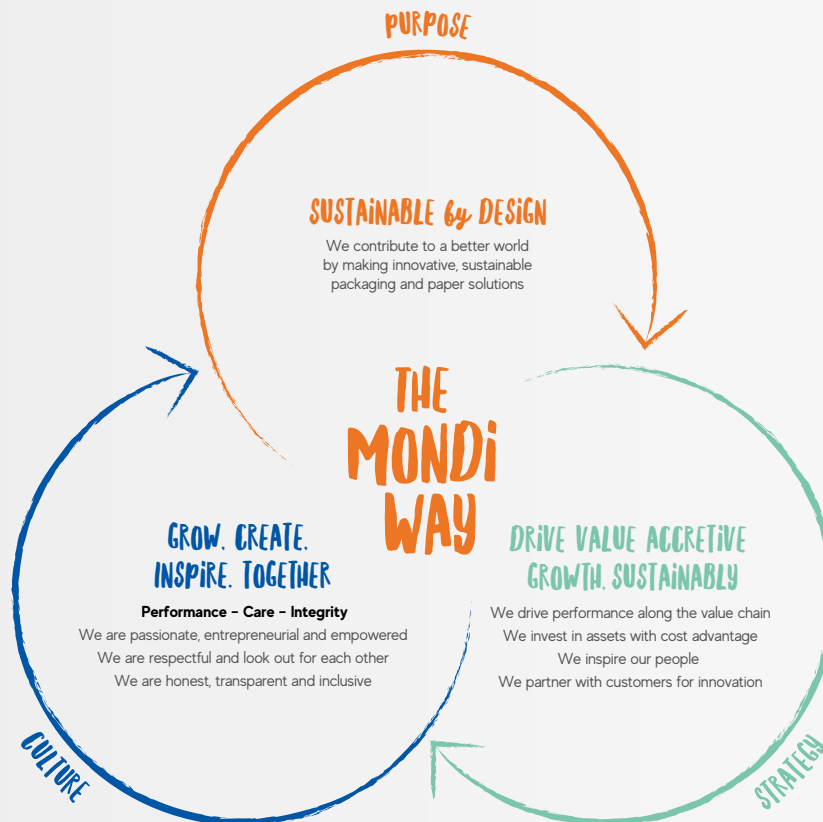 PURPOSE
SUSTAiNABLE by DESiGN
We contribute to a better world
by making innovative, sustainable
packaging and paper solutions
THE
MONDi
WAY
GROW. CREATE.
iNSPiRE. TOGETHER
Performance – Care – Integrity
We are passionate, entrepreneurial and empowered
We are respectful and look out for each other
We are honest, transparent and inclusive
CULTURE
DRiVE VALUE ACCRETiVE
GROWTH, SUSTAiNABLY
We drive performance along the value chain
We invest in assets with cost advantage
We inspire our people
We partner with customers for innovation
STRATEGY